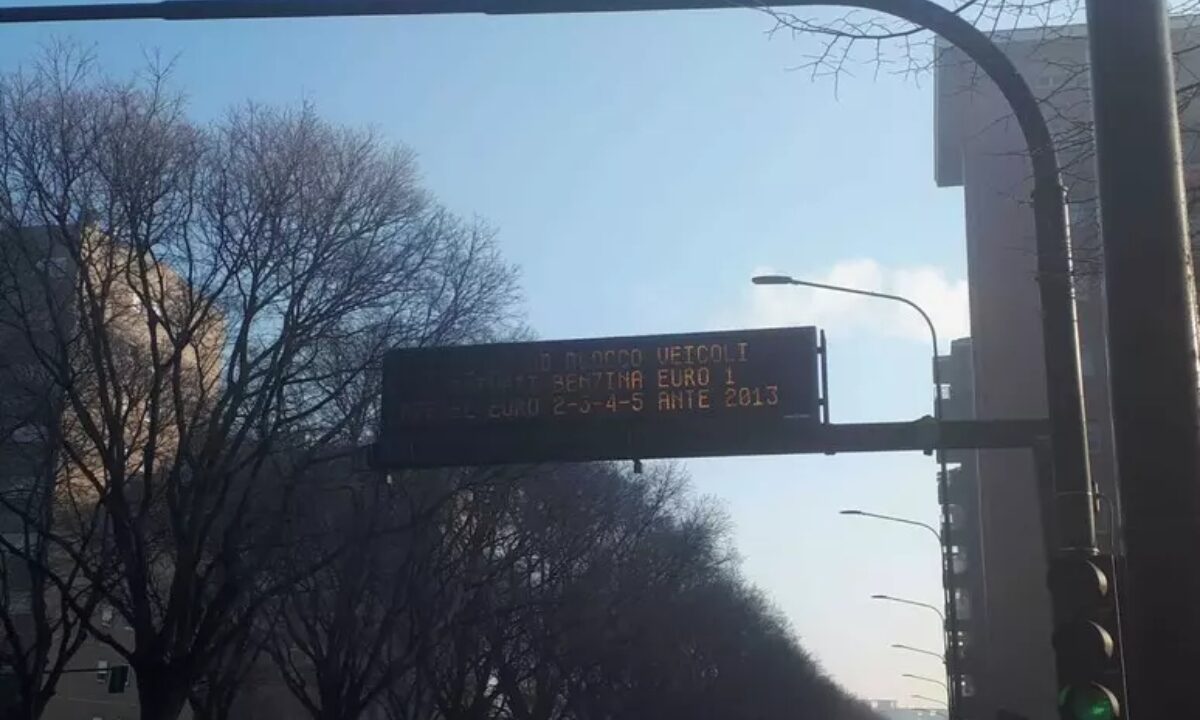 BLOCCO VEICOLI
BENZINA EURO 1
EURO 2-3-4-5 ANTE 2013